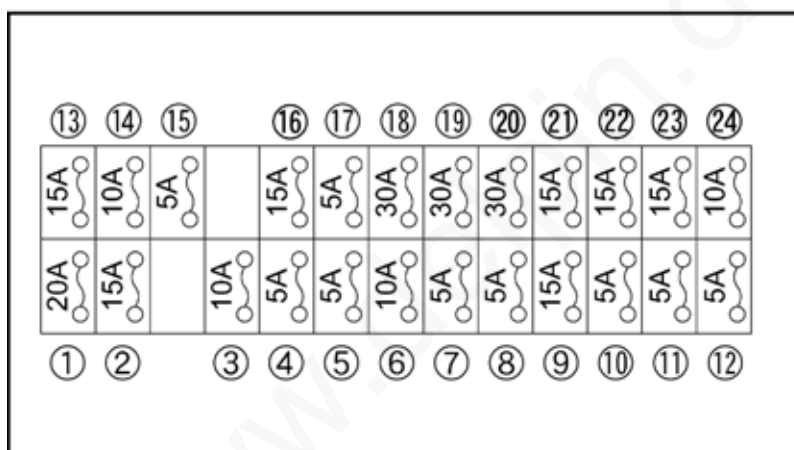 ⑬ ⑭ ⑮ ⑯ ⑰ ⑱ ⑲ ⑳ ㉑ ㉒ ㉓ ㉔
15A 10A 5A 15A 5A 30A 30A 30A 15A 15A 15A 10A
20A 15A 10A 5A 5A 10A 5A 5A 15A 5A 5A 5A
① ② ③ ④ ⑤ ⑥ ⑦ ⑧ ⑨ ⑩ ⑪ ⑫